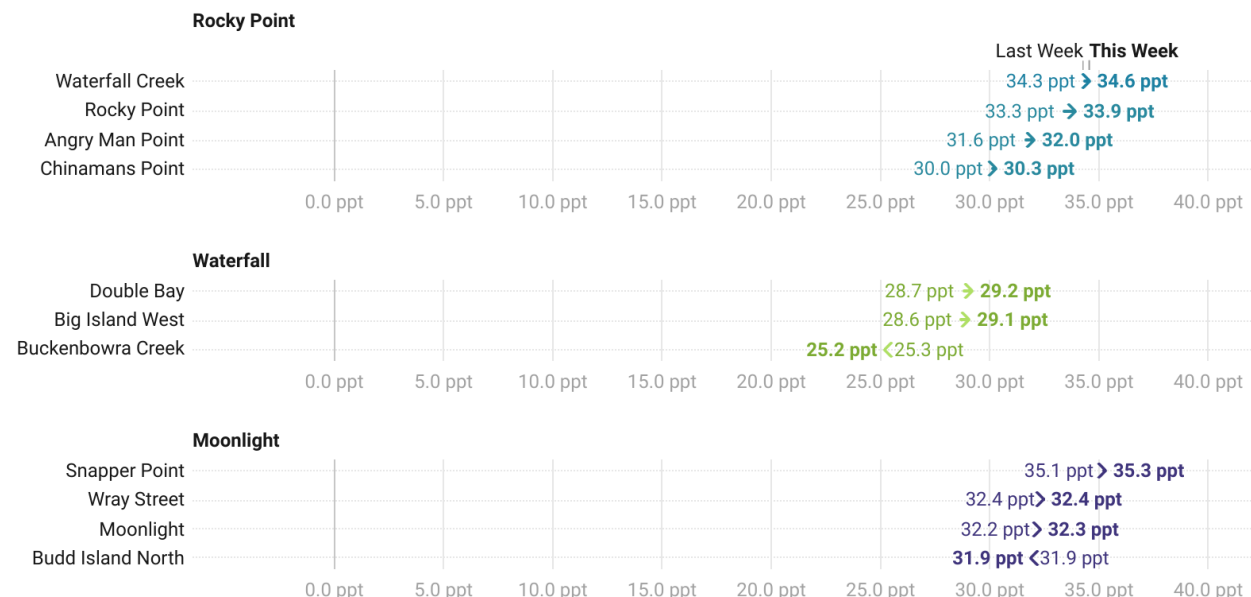 Rocky Point
Last Week This Week
Waterfall Creek 34.3 ppt 34.6 ppt
Rocky Point 33.3 ppt 33.9 ppt
Angry Man Point 31.6 ppt 32.0 ppt
Chinamans Point 30.0 ppt 30.3 ppt
0.0 ppt 5.0 ppt 10.0 ppt 15.0 ppt 20.0 ppt 25.0 ppt 30.0 ppt 35.0 ppt 40.0 ppt
Waterfall
Double Bay 28.7 ppt 29.2 ppt
Big Island West 28.6 ppt 29.1 ppt
Buckenbowra Creek 25.2 ppt 25.3 ppt
0.0 ppt 5.0 ppt 10.0 ppt 15.0 ppt 20.0 ppt 25.0 ppt 30.0 ppt 35.0 ppt 40.0 ppt
Moonlight
Snapper Point 35.1 ppt 35.3 ppt
Wray Street 32.4 ppt 32.4 ppt
Moonlight 32.2 ppt 32.3 ppt
Budd Island North 31.9 ppt 31.9 ppt
0.0 ppt 5.0 ppt 10.0 ppt 15.0 ppt 20.0 ppt 25.0 ppt 30.0 ppt 35.0 ppt 40.0 ppt